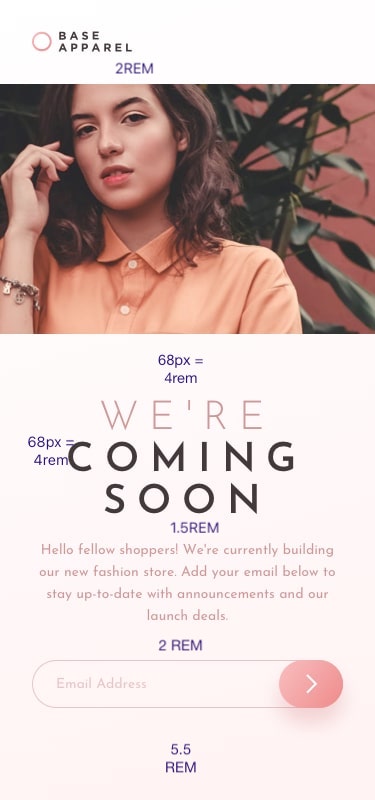 BASE
APPAREL
2REM
68px =
4rem
WE'RE
68px =
4rem
COMING
SOON
1.5REM
Hello fellow shoppers! We're currently building
our new fashion store. Add your email below to
stay up-to-date with announcements and our
launch deals.
2 REM
Email Address
5.5
REM